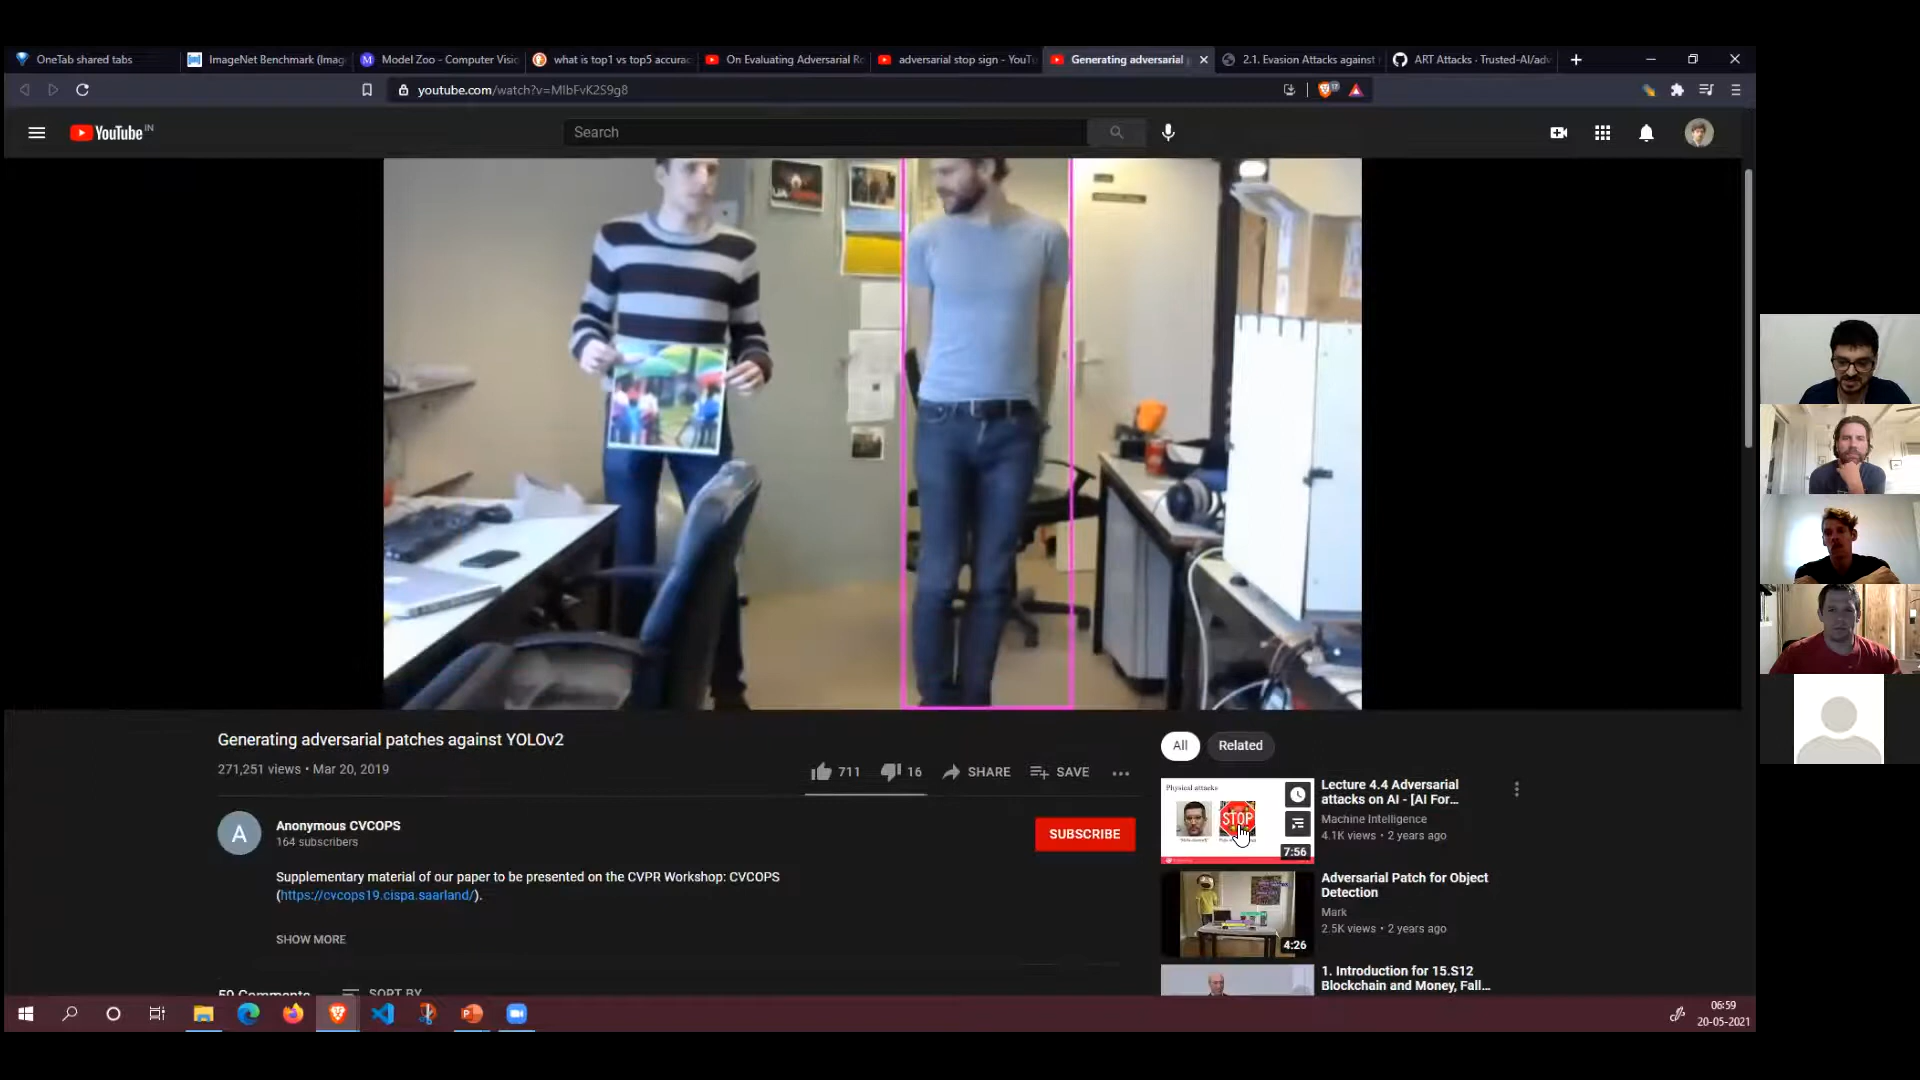 OneTab shared tabs
ImageNet Benchmark (Imag
Model Zoo - Computer Visio
what is top1 vs top5 accurac
On Evaluating Adversarial Ro
adversarial stop sign - YouTu
Generating adversarial
2.1. Evasion Attacks against
ART Attacks · Trusted-AI/adv
youtube.com/watch?v=MIbFvK2S9g8
YouTube IN
Search
Generating adversarial patches against YOLOv2
271,251 views • Mar 20, 2019
711
16
SHARE
SAVE
A
Anonymous CVCOPS
164 subscribers
SUBSCRIBE
Supplementary material of our paper to be presented on the CVPR Workshop: CVCOPS
(https://cvcops19.cispa.saarland/).
SHOW MORE
59 Comments
SORT BY
All
Related
Physical attacks
STOP
7:56
Lecture 4.4 Adversarial
attacks on AI - [AI For...
Machine Intelligence
4.1K views • 2 years ago
4:26
Adversarial Patch for Object
Detection
Mark
2.5K views • 2 years ago
1. Introduction for 15.S12
Blockchain and Money, Fall...
06:59
20-05-2021